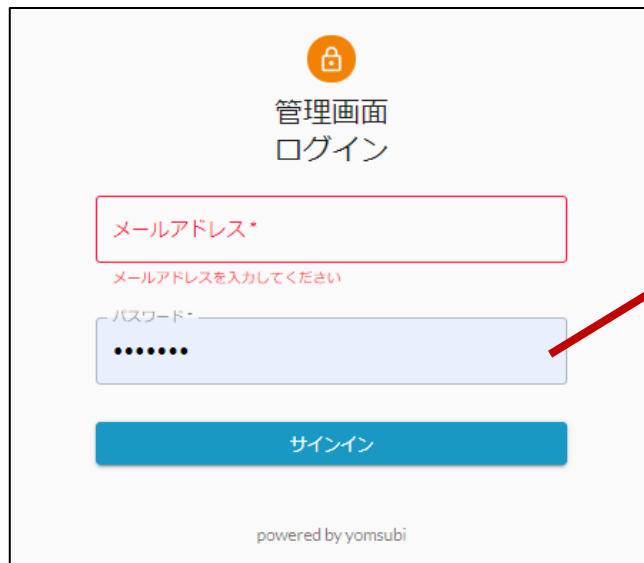 管理画面
ログイン
メールアドレス*
メールアドレスを入力してください
パスワード*
•••••••
サインイン
powered by yomsubi